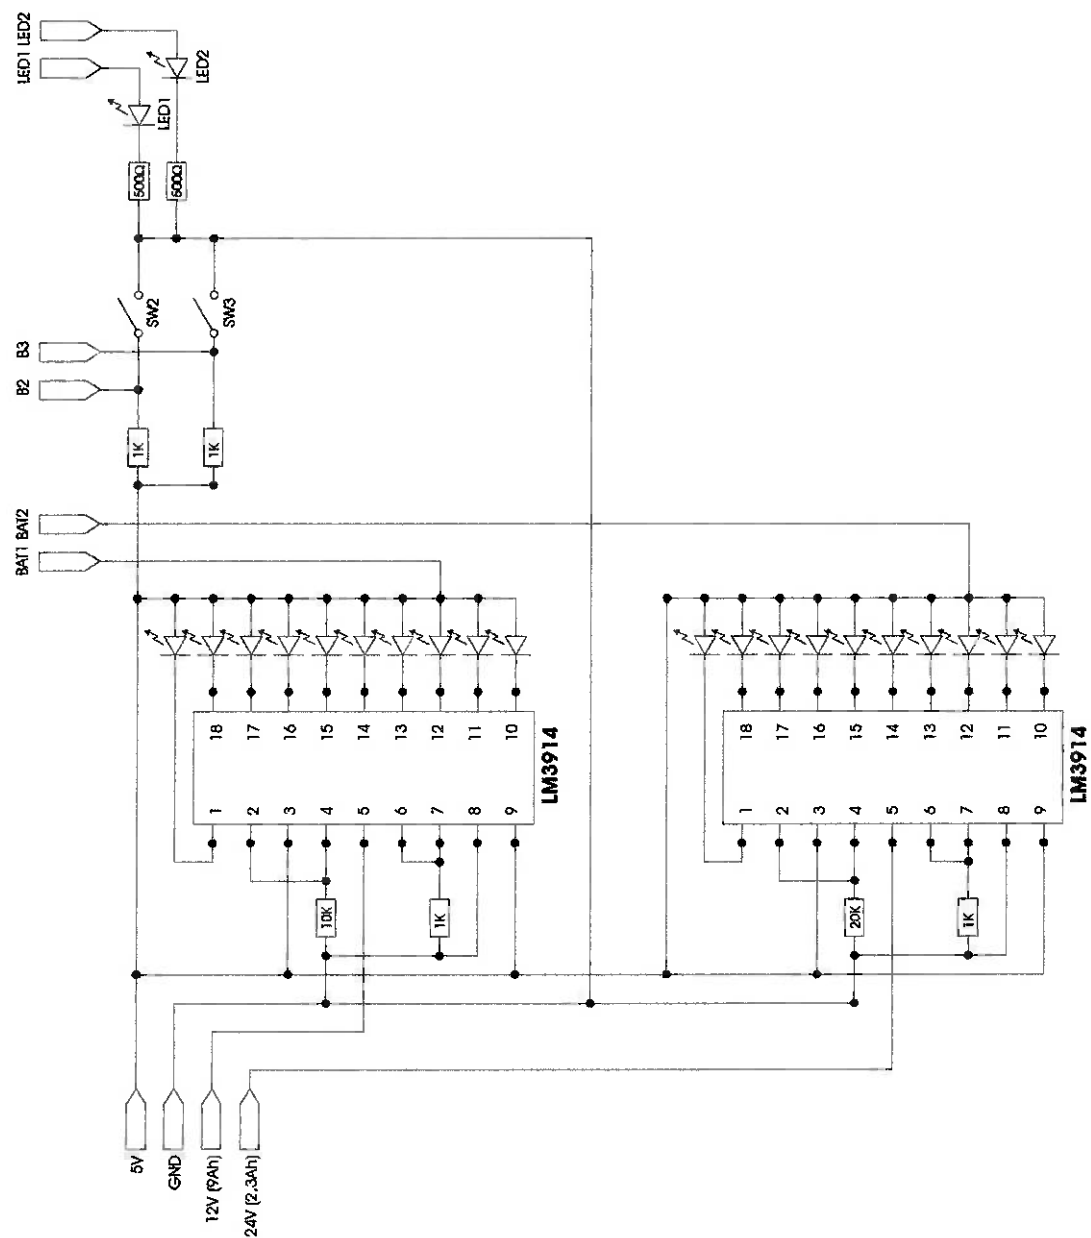 LED1 LED2
LED2
LED1
500Ω
500Ω
SW2
SW3
B3
B2
1K
1K
BAT1 BAT2
18 17 16 15 14 13 12 11 10
1 2 3 4 5 6 7 8 9
LM3914
10K
1K
18 17 16 15 14 13 12 11 10
1 2 3 4 5 6 7 8 9
LM3914
20K
1K
5V
GND
12V (9Ah)
24V (2.3Ah)